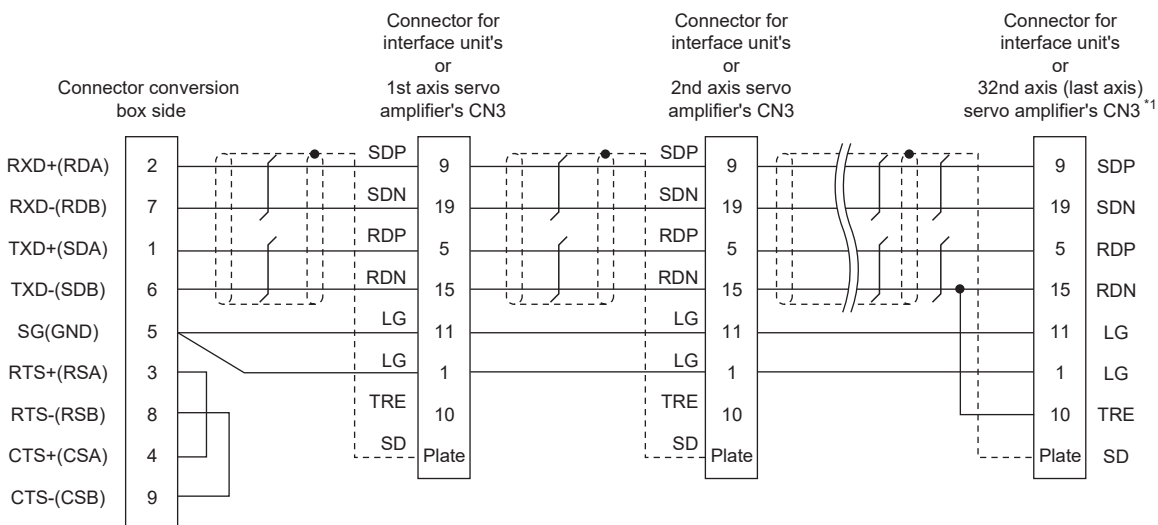 Connector for
interface unit's
or
1st axis servo
amplifier's CN3
Connector for
interface unit's
or
2nd axis servo
amplifier's CN3
Connector for
interface unit's
or
32nd axis (last axis)
servo amplifier's CN3 *1
Connector conversion
box side
RXD+(RDA) 2 SDP 9 SDP 9 9 SDP
RXD-(RDB) 7 SDN 19 SDN 19 19 SDN
TXD+(SDA) 1 RDP 5 RDP 5 5 RDP
TXD-(SDB) 6 RDN 15 RDN 15 15 RDN
SG(GND) 5 LG 11 LG 11 11 LG
RTS+(RSA) 3 LG 1 LG 1 1 LG
RTS-(RSB) 8 TRE 10 TRE 10 10 TRE
CTS+(CSA) 4 SD Plate SD Plate Plate SD
CTS-(CSB) 9